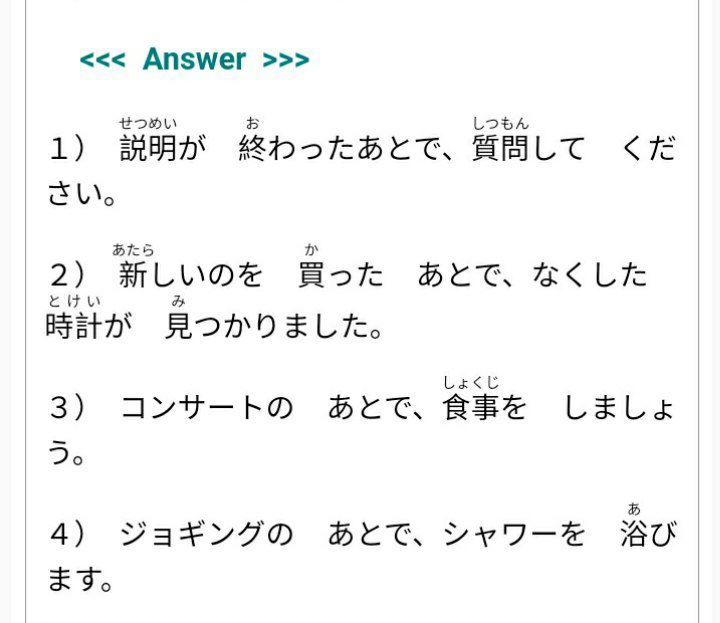 <<< Answer >>>
せつめい お しつもん
１） 説明が　終わったあとで、質問して　くだ
さい。
あたら か
２） 新しいのを　買った　あとで、なくした
とけい み
時計が　見つかりました。
しょくじ
３） コンサートの　あとで、食事を　しましょ
う。
あ
４） ジョギングの　あとで、シャワーを　浴び
ます。